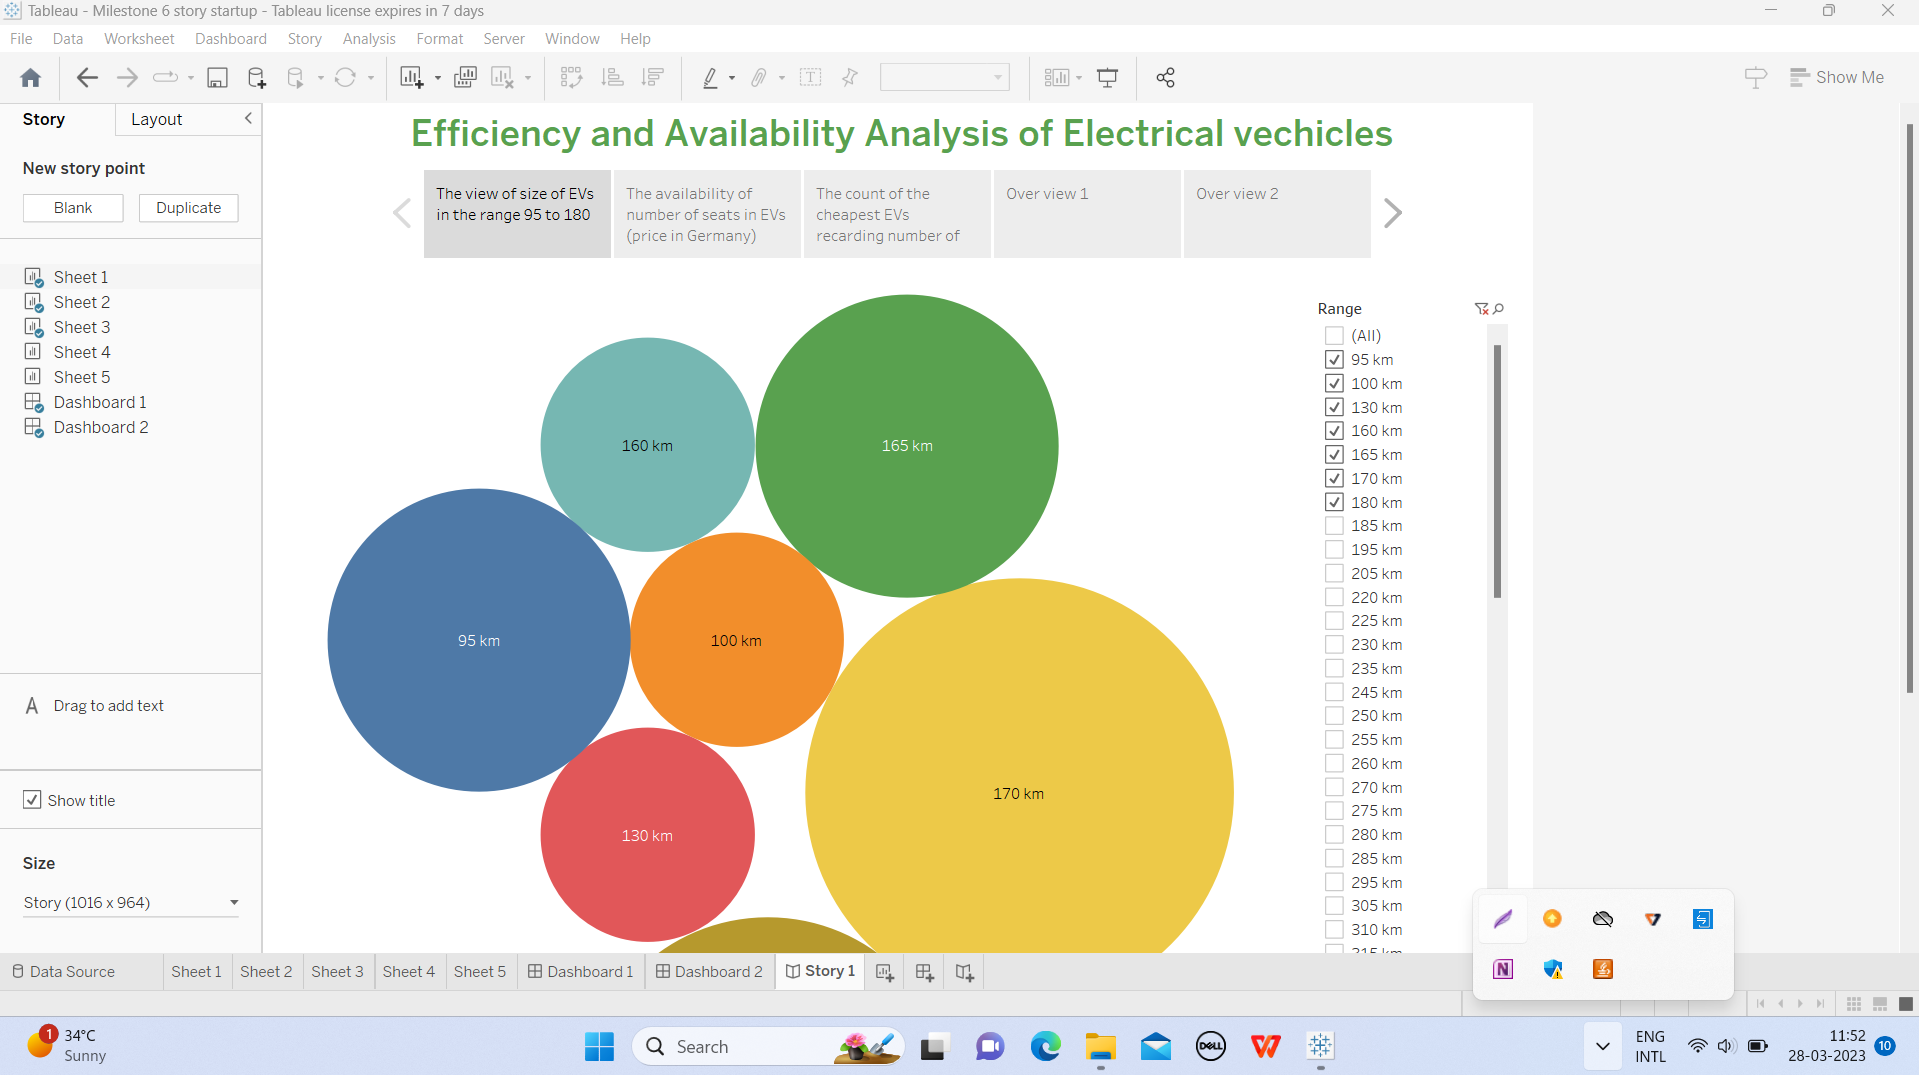 Tableau - Milestone 6 story startup - Tableau license expires in 7 days
File Data Worksheet Dashboard Story Analysis Format Server Window Help
Show Me
Story Layout
New story point
Blank Duplicate
Sheet 1
Sheet 2
Sheet 3
Sheet 4
Sheet 5
Dashboard 1
Dashboard 2
A Drag to add text
Show title
Size
Story (1016 x 964)
Efficiency and Availability Analysis of Electrical vechicles
The view of size of EVs
in the range 95 to 180
The availability of
number of seats in EVs
(price in Germany)
The count of the
cheapest EVs
recarding number of
Over view 1
Over view 2
160 km
165 km
95 km
100 km
170 km
130 km
Range
(All)
95 km
100 km
130 km
160 km
165 km
170 km
180 km
185 km
195 km
205 km
220 km
225 km
230 km
235 km
245 km
250 km
255 km
260 km
270 km
275 km
280 km
285 km
295 km
305 km
310 km
315 km
Data Source Sheet 1 Sheet 2 Sheet 3 Sheet 4 Sheet 5 Dashboard 1 Dashboard 2 Story 1
N
1
34°C
Sunny
Search
DELL
ENG
INTL
11:52
28-03-2023
10